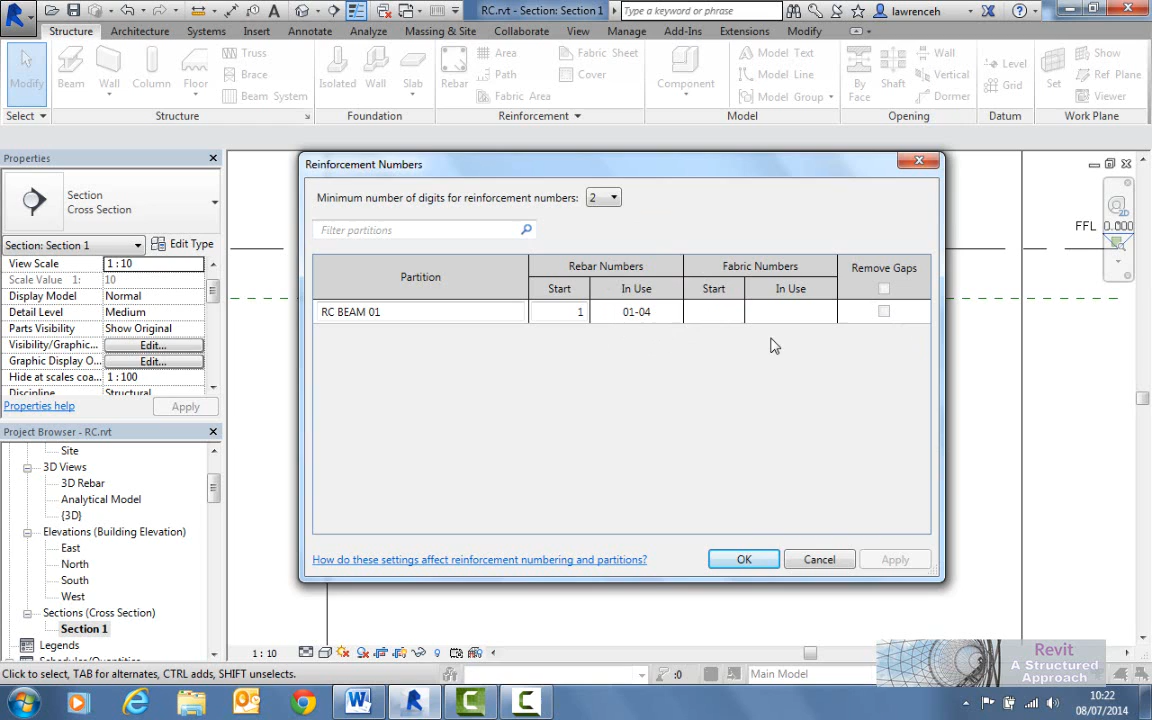 RC.rvt - Section: Section 1
Type a keyword or phrase
lawrenceh
Structure Architecture Systems Insert Annotate Analyze Massing & Site Collaborate View Manage Add-Ins Extensions Modify
Modify Beam Wall Column Floor Truss Brace Beam System Isolated Wall Slab Rebar Area Path Fabric Area Fabric Sheet Cover Component Model Text Model Line Model Group By Face Shaft Wall Vertical Dormer Level Grid Set Show Ref Plane Viewer
Select Structure Foundation Reinforcement Model Opening Datum Work Plane
Properties
Section
Cross Section
Section: Section 1 Edit Type
View Scale 1 : 10
Scale Value 1: 10
Display Model Normal
Detail Level Medium
Parts Visibility Show Original
Visibility/Graphic... Edit...
Graphic Display O... Edit...
Hide at scales coa... 1 : 100
Discipline Structural
Properties help Apply
Project Browser - RC.rvt
Site
3D Views
3D Rebar
Analytical Model
{3D}
Elevations (Building Elevation)
East
North
South
West
Sections (Cross Section)
Section 1
Legends
Schedules/Quantities
Reinforcement Numbers
Minimum number of digits for reinforcement numbers: 2
Filter partitions
Partition Rebar Numbers Fabric Numbers Remove Gaps
Start In Use Start In Use
RC BEAM 01 1 01-04
How do these settings affect reinforcement numbering and partitions? OK Cancel Apply
FFL 0.000
2D
1 : 10
Click to select, TAB for alternates, CTRL adds, SHIFT unselects.
:0 Main Model
Revit
A Structured
Approach
10:22
08/07/2014